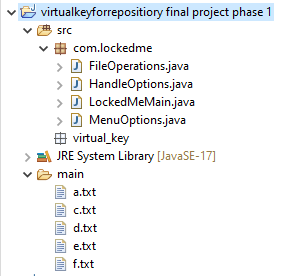 virtualkeyforrepositiory final project phase 1
src
com.lockedme
FileOperations.java
HandleOptions.java
LockedMeMain.java
MenuOptions.java
virtual_key
JRE System Library [JavaSE-17]
main
a.txt
c.txt
d.txt
e.txt
f.txt